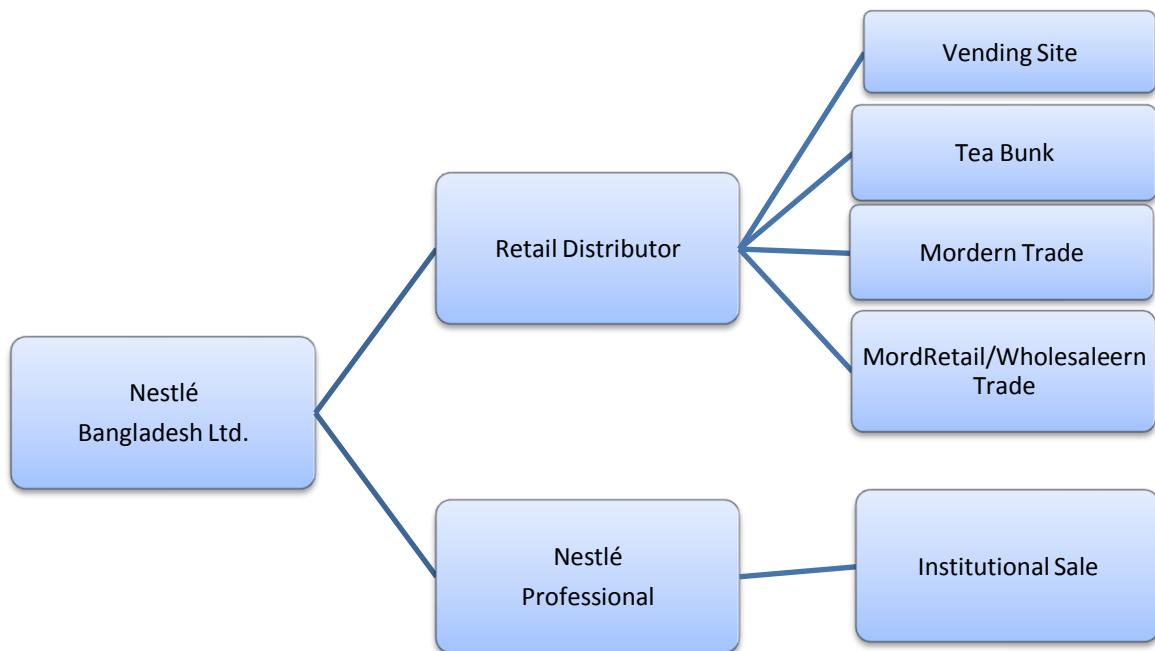 Vending Site
Tea Bunk
Retail Distributor
Mordern Trade
MordRetail/Wholesaleern
Trade
Nestlé
Bangladesh Ltd.
Nestlé
Professional
Institutional Sale